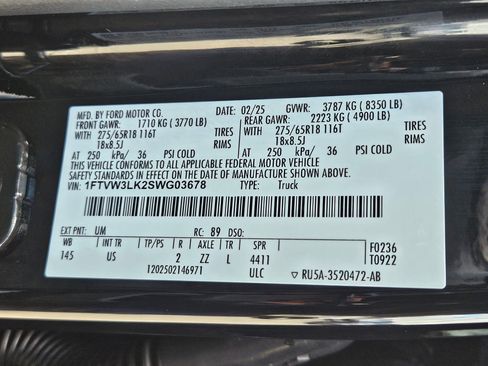 MFD. BY FORD MOTOR CO. 02/25 GVWR: 3787 KG ( 8350 LB)
FRONT GAWR: 1710 KG ( 3770 LB) REAR GAWR: 2223 KG ( 4900 LB)
WITH 275/65R18 116T TIRES WITH 275/65R18 116T TIRES
18x8.5J RIMS 18x8.5J RIMS
AT 250 kPa/ 36 PSI AT 250 kPa/ 36
THIS VEHICLE CONFORMS TO ALL APPLICABLE FEDERAL MOTOR VEHICLE
SAFETY STANDARDS IN EFFECT ON THE DATE OF MANUFACTURE SHOWN ABOVE.
VIN: 1FTVW3LK2SWG03678 TYPE: Truck
EXT PNT: UM RC: 89 DSO: F0236
WB INT TR TP/PS R AXLE TR SPR T0922
145 US 2 ZZ L 4411
1202502146971 ULC RU5A-3520472-AB